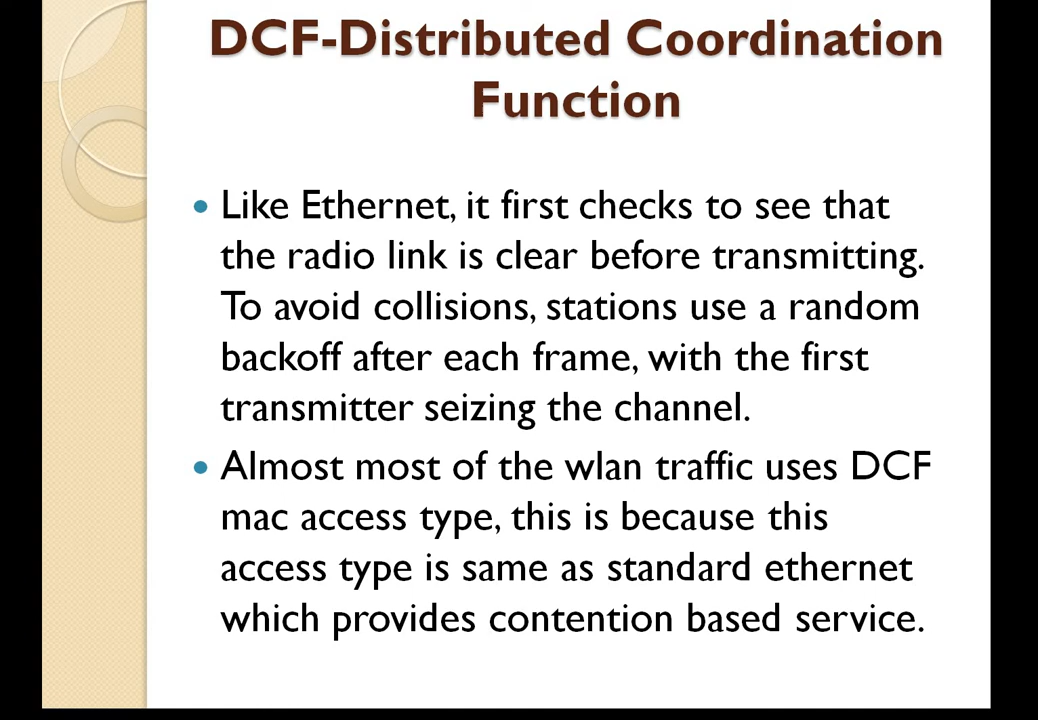 DCF-Distributed Coordination
Function
• Like Ethernet, it first checks to see that
the radio link is clear before transmitting.
To avoid collisions, stations use a random
backoff after each frame, with the first
transmitter seizing the channel.
• Almost most of the wlan traffic uses DCF
mac access type, this is because this
access type is same as standard ethernet
which provides contention based service.